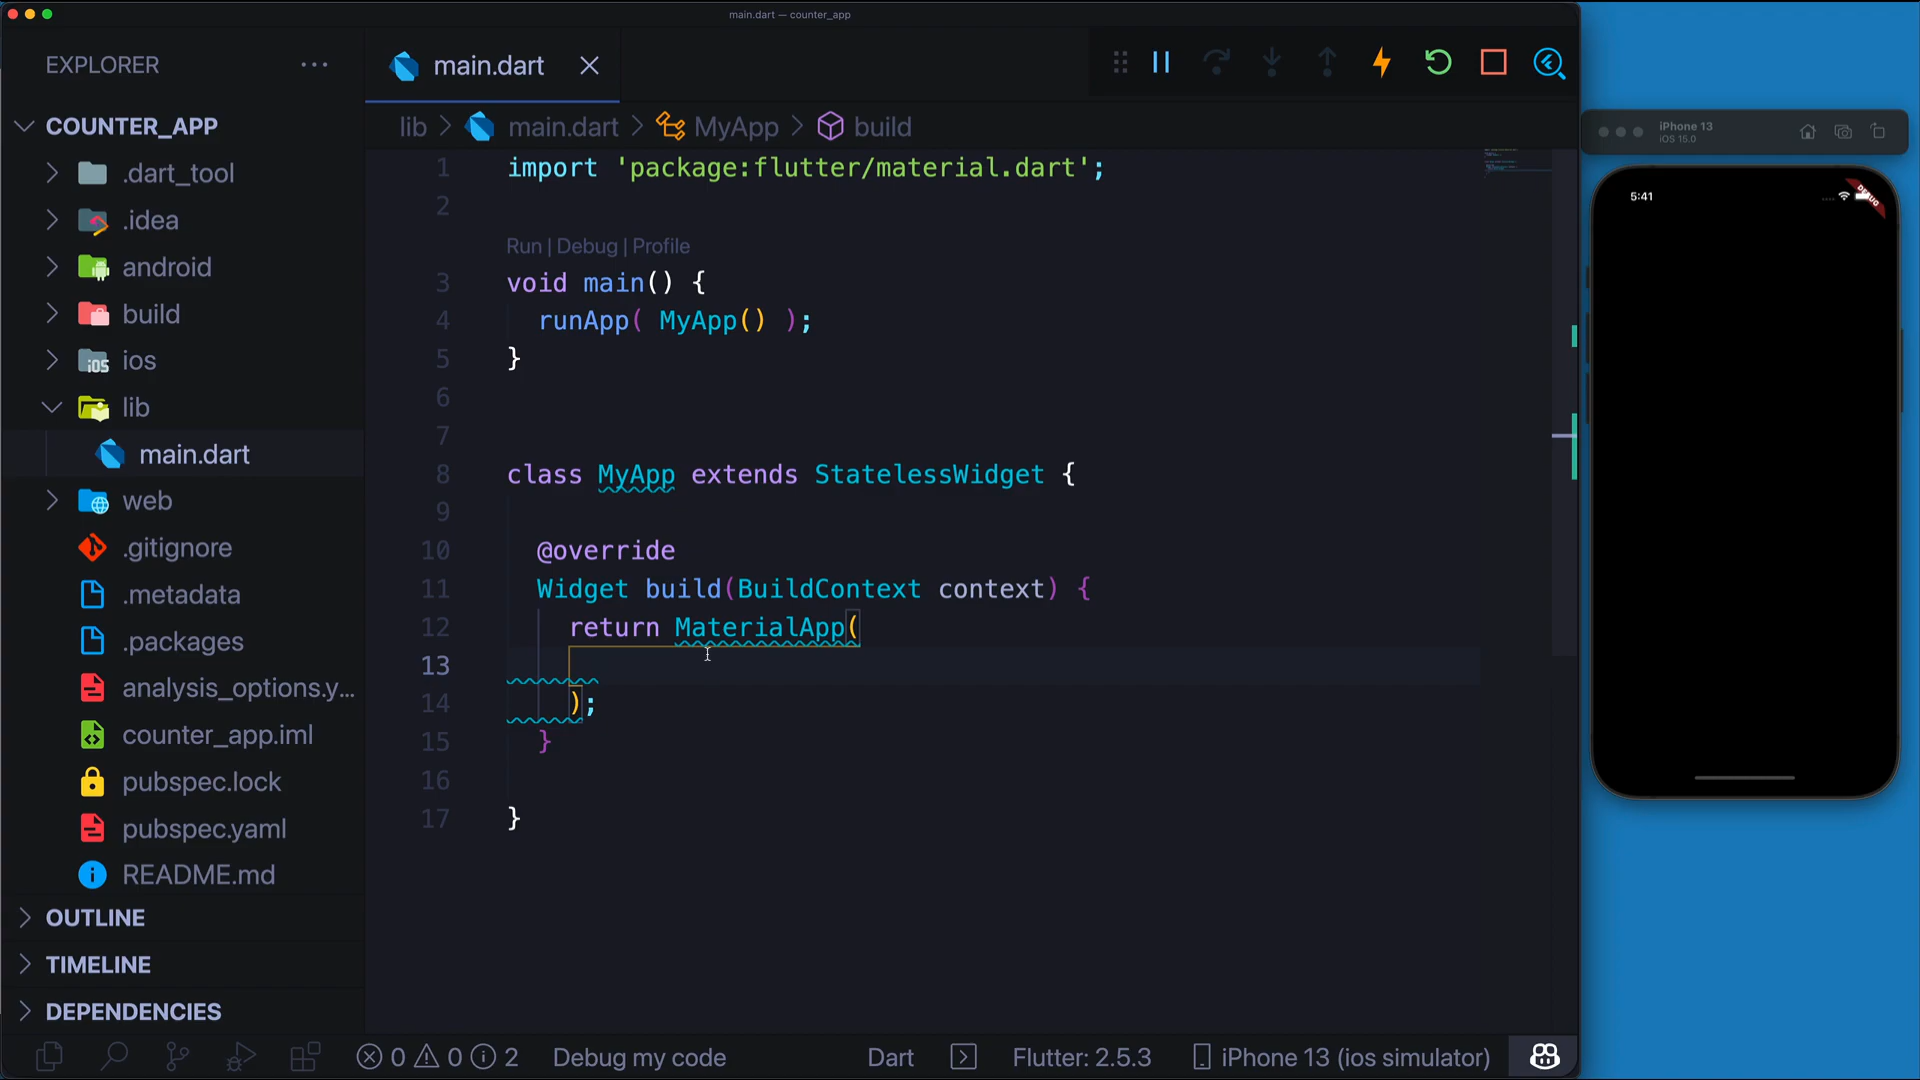 main.dart — counter_app
EXPLORER
COUNTER_APP
.dart_tool
.idea
android
build
ios
lib
main.dart
web
.gitignore
.metadata
.packages
analysis_options.y...
counter_app.iml
pubspec.lock
pubspec.yaml
README.md
OUTLINE
TIMELINE
DEPENDENCIES
main.dart
lib > main.dart > MyApp > build
1 import 'package:flutter/material.dart';
2
Run | Debug | Profile
3 void main() {
4 runApp( MyApp() );
5 }
6
7
8 class MyApp extends StatelessWidget {
9
10 @override
11 Widget build(BuildContext context) {
12 return MaterialApp(
13
14 );
15 }
16
17 }
0 0 2 Debug my code Dart Flutter: 2.5.3 iPhone 13 (ios simulator)
iPhone 13
iOS 15.0
5:41
DEBUG